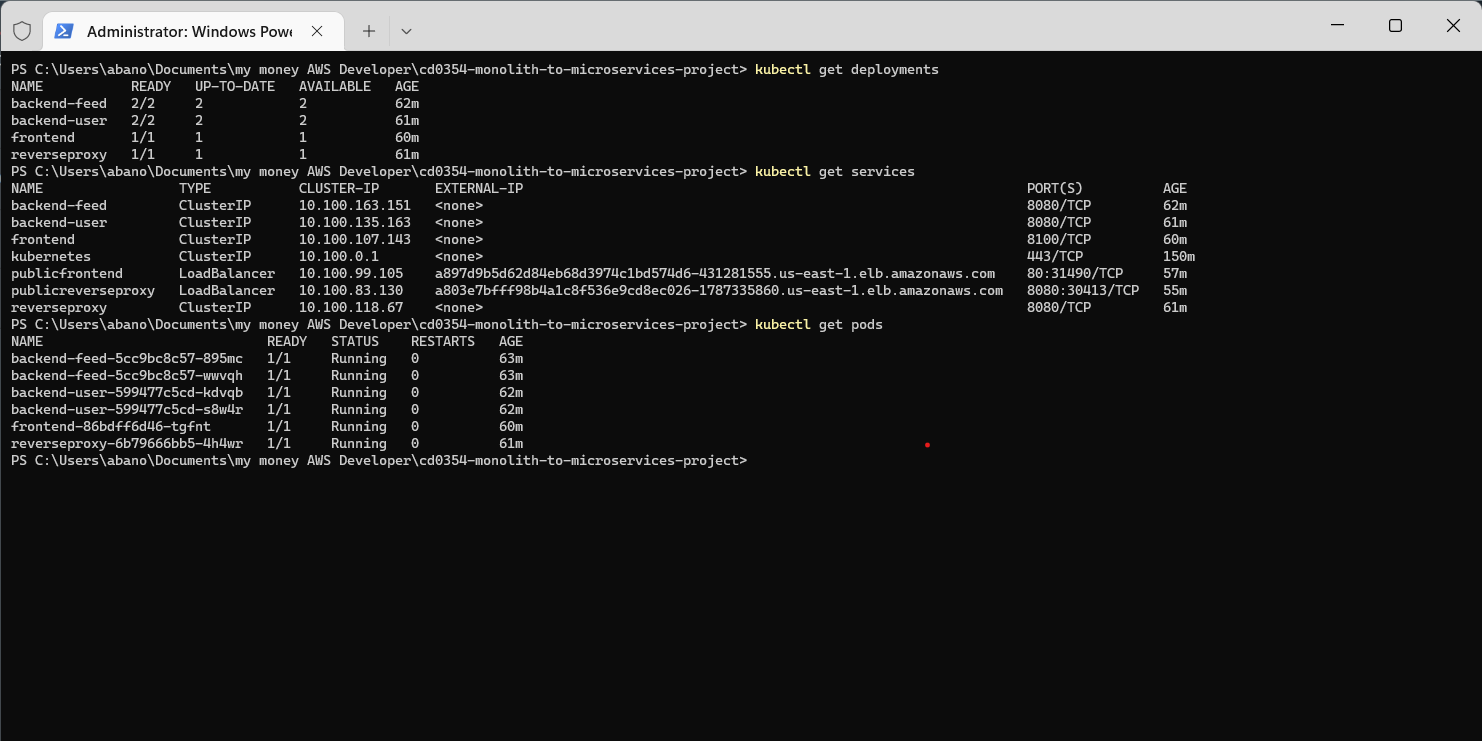 Administrator: Windows Powe
PS C:\Users\abano\Documents\my money AWS Developer\cd0354-monolith-to-microservices-project> kubectl get deployments
NAME           READY   UP-TO-DATE   AVAILABLE   AGE
backend-feed   2/2     2            2           62m
backend-user   2/2     2            2           61m
frontend       1/1     1            1           60m
reverseproxy   1/1     1            1           61m
PS C:\Users\abano\Documents\my money AWS Developer\cd0354-monolith-to-microservices-project> kubectl get services
NAME                 TYPE           CLUSTER-IP       EXTERNAL-IP                                                               PORT(S)          AGE
backend-feed         ClusterIP      10.100.163.151   <none>                                                                    8080/TCP         62m
backend-user         ClusterIP      10.100.135.163   <none>                                                                    8080/TCP         61m
frontend             ClusterIP      10.100.107.143   <none>                                                                    8100/TCP         60m
kubernetes           ClusterIP      10.100.0.1       <none>                                                                    443/TCP          150m
publicfrontend       LoadBalancer   10.100.99.105    a897d9b5d62d84eb68d3974c1bd574d6-431281555.us-east-1.elb.amazonaws.com    80:31490/TCP     57m
publicreverseproxy   LoadBalancer   10.100.83.130    a803e7bfff98b4a1c8f536e9cd8ec026-1787335860.us-east-1.elb.amazonaws.com   8080:30413/TCP   55m
reverseproxy         ClusterIP      10.100.118.67    <none>                                                                    8080/TCP         61m
PS C:\Users\abano\Documents\my money AWS Developer\cd0354-monolith-to-microservices-project> kubectl get pods
NAME                            READY   STATUS    RESTARTS   AGE
backend-feed-5cc9bc8c57-895mc   1/1     Running   0          63m
backend-feed-5cc9bc8c57-wwvqh   1/1     Running   0          63m
backend-user-599477c5cd-kdvqb   1/1     Running   0          62m
backend-user-599477c5cd-s8w4r   1/1     Running   0          62m
frontend-86bdff6d46-tgfnt       1/1     Running   0          60m
reverseproxy-6b79666bb5-4h4wr   1/1     Running   0          61m
PS C:\Users\abano\Documents\my money AWS Developer\cd0354-monolith-to-microservices-project>